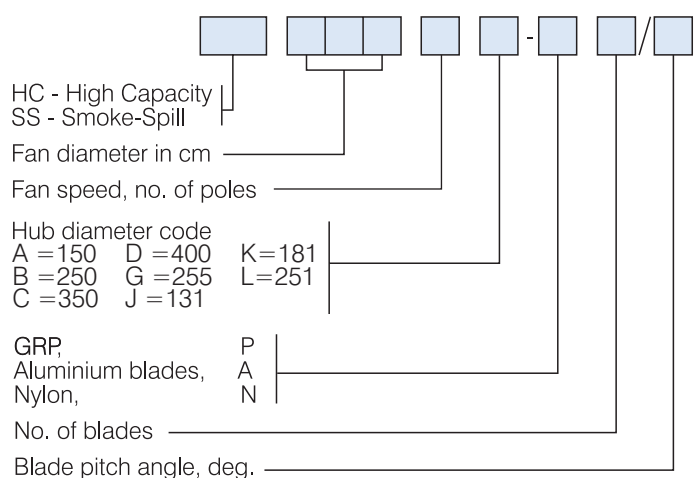 - /
HC - High Capacity
SS - Smoke-Spill
Fan diameter in cm
Fan speed, no. of poles
Hub diameter code
A =150 D =400 K=181
B =250 G =255 L=251
C =350 J =131
GRP, P
Aluminium blades, A
Nylon, N
No. of blades
Blade pitch angle, deg.